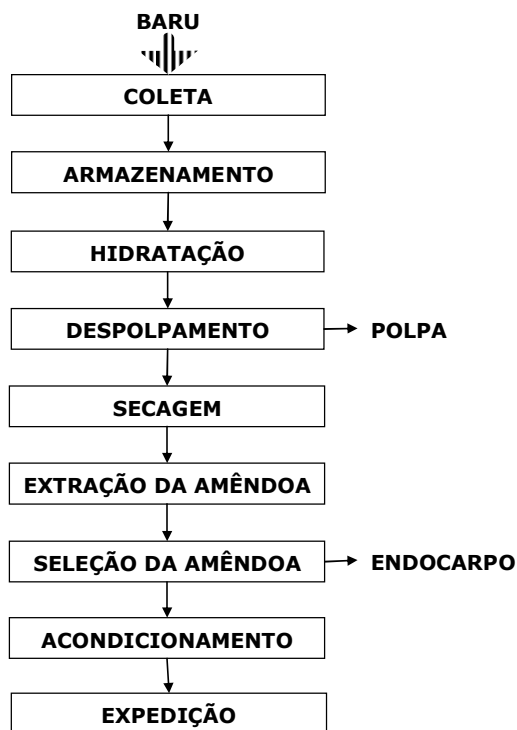 BARU
COLETA
ARMAZENAMENTO
HIDRATAÇÃO
DESPOLPAMENTO
POLPA
SECAGEM
EXTRAÇÃO DA AMÊNDOA
SELEÇÃO DA AMÊNDOA
ENDOCARPO
ACONDICIONAMENTO
EXPEDIÇÃO